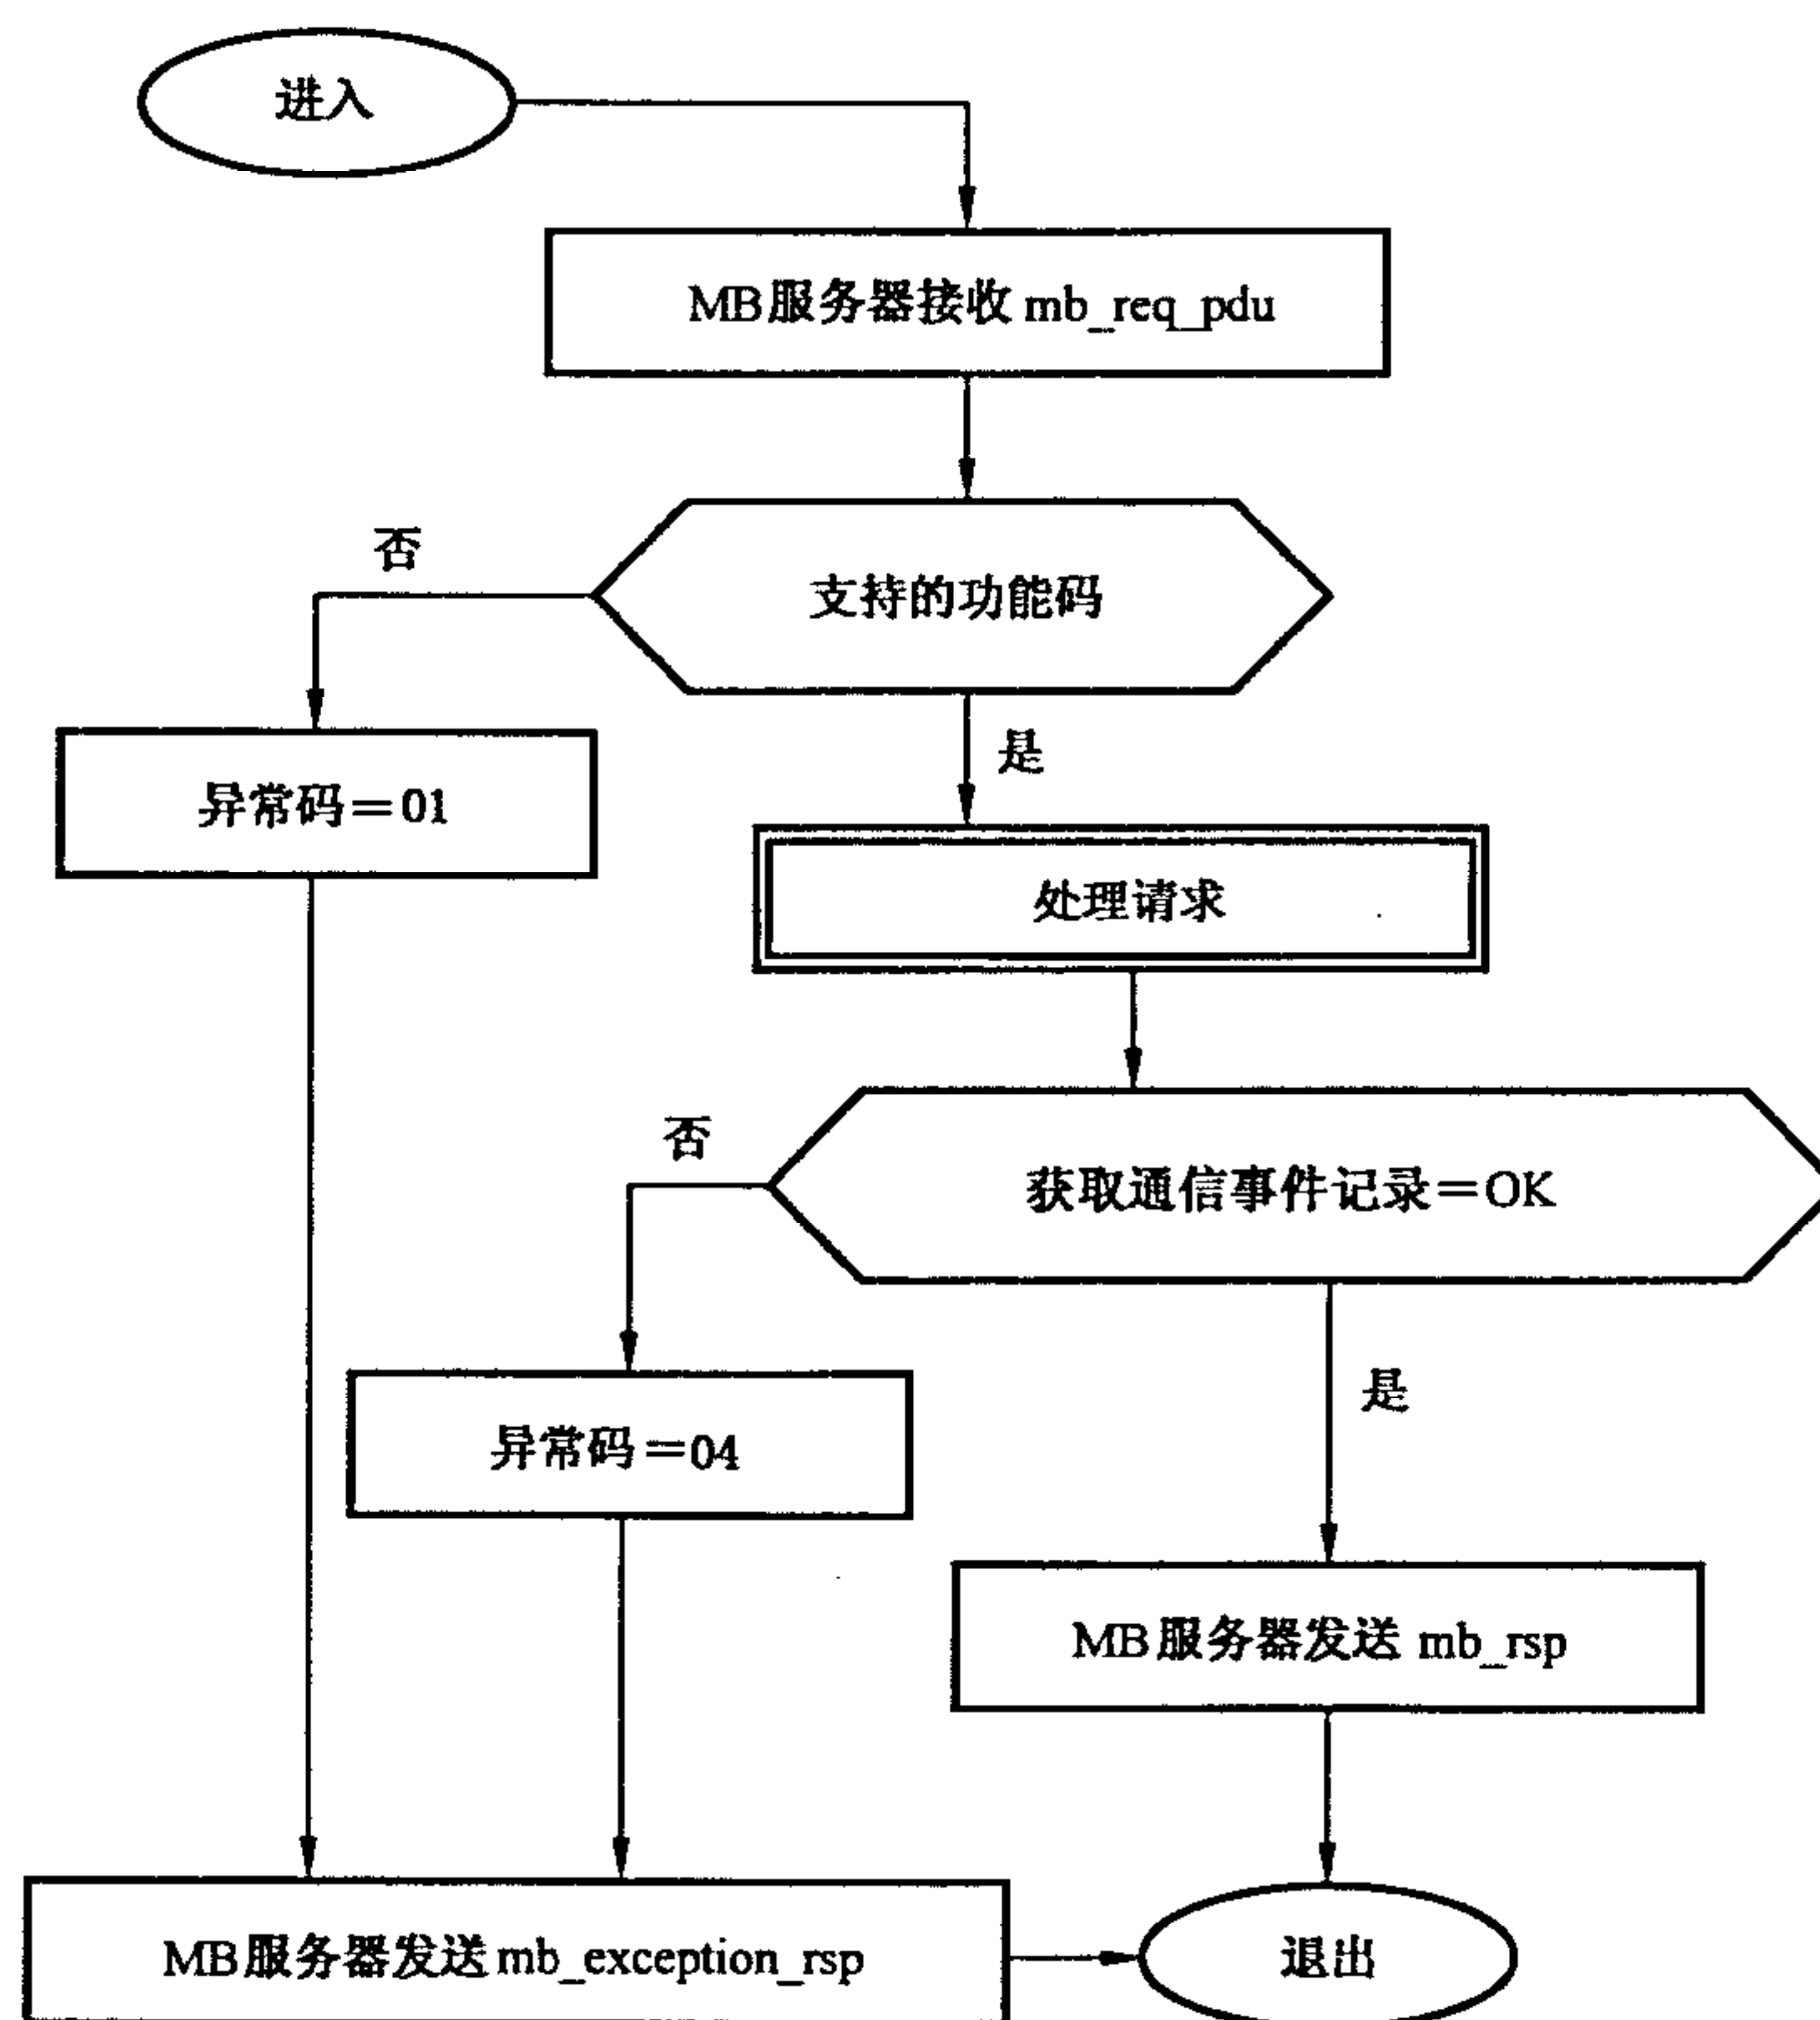 进入
MB服务器接收 mb_req_pdu
否
支持的功能码
是
异常码=01
处理请求
否
获取通信事件记录=OK
是
异常码=04
MB服务器发送 mb_rsp
MB服务器发送 mb_exception_rsp
退出